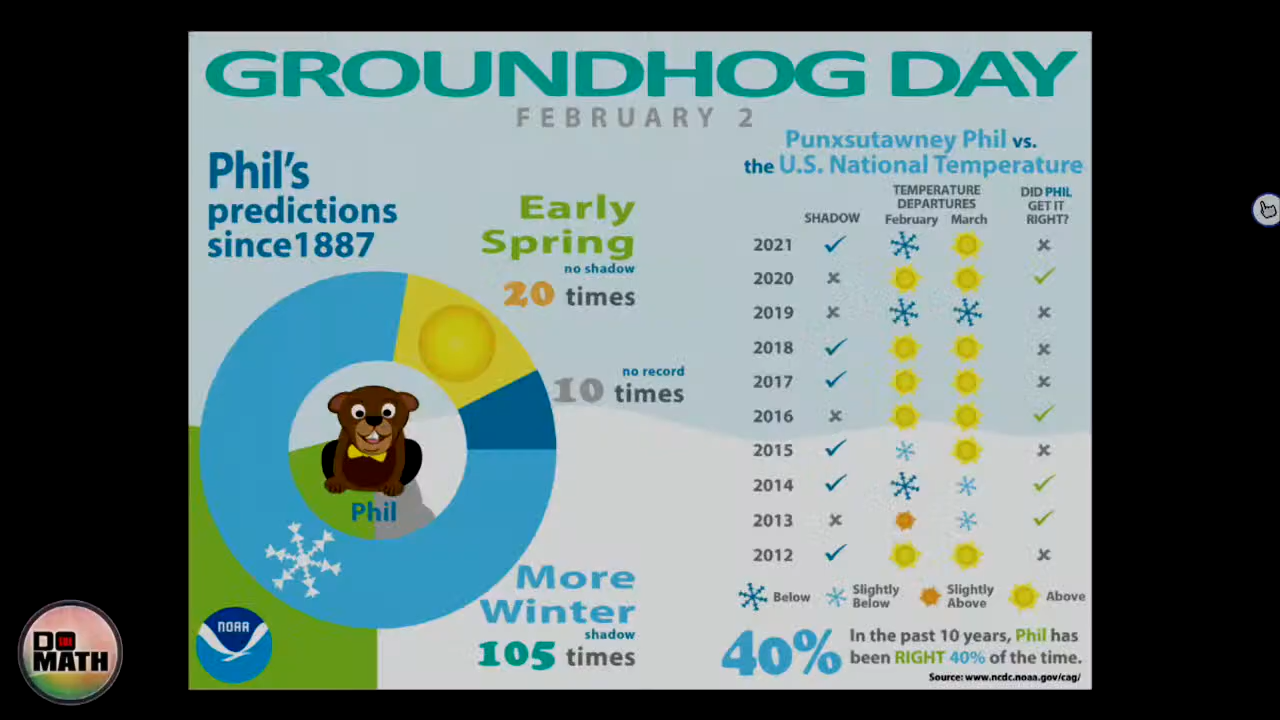 GROUNDHOG DAY
FEBRUARY 2
Phil's
predictions
since1887
Early
Spring
no shadow
20 times
no record
10 times
Phil
More
Winter
shadow
105 times
NOAA
DO THE
MATH
Punxsutawney Phil vs.
the U.S. National Temperature
TEMPERATURE
DEPARTURES
DID PHIL
GET IT
RIGHT?
SHADOW
February March
2021
2020
2019
2018
2017
2016
2015
2014
2013
2012
Below
Slightly
Below
Slightly
Above
Above
40%
In the past 10 years, Phil has
been RIGHT 40% of the time.
Source: www.ncdc.noaa.gov/cag/